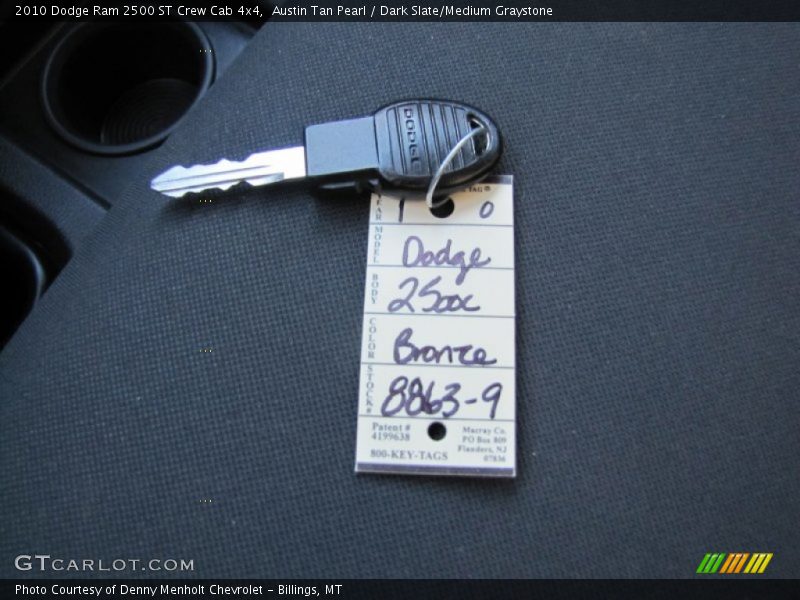 2010 Dodge Ram 2500 ST Crew Cab 4x4, Austin Tan Pearl / Dark Slate/Medium Graystone
DODGE
TAG®
YEAR 1 0
MODEL Dodge
BODY 2500
COLOR Bronze
STOCK# 8863-9
Patent #
4199638
800-KEY-TAGS
Murray Co.
PO Box 809
Flanders, NJ
07836
GTCARLOT.COM
Photo Courtesy of Denny Menholt Chevrolet - Billings, MT